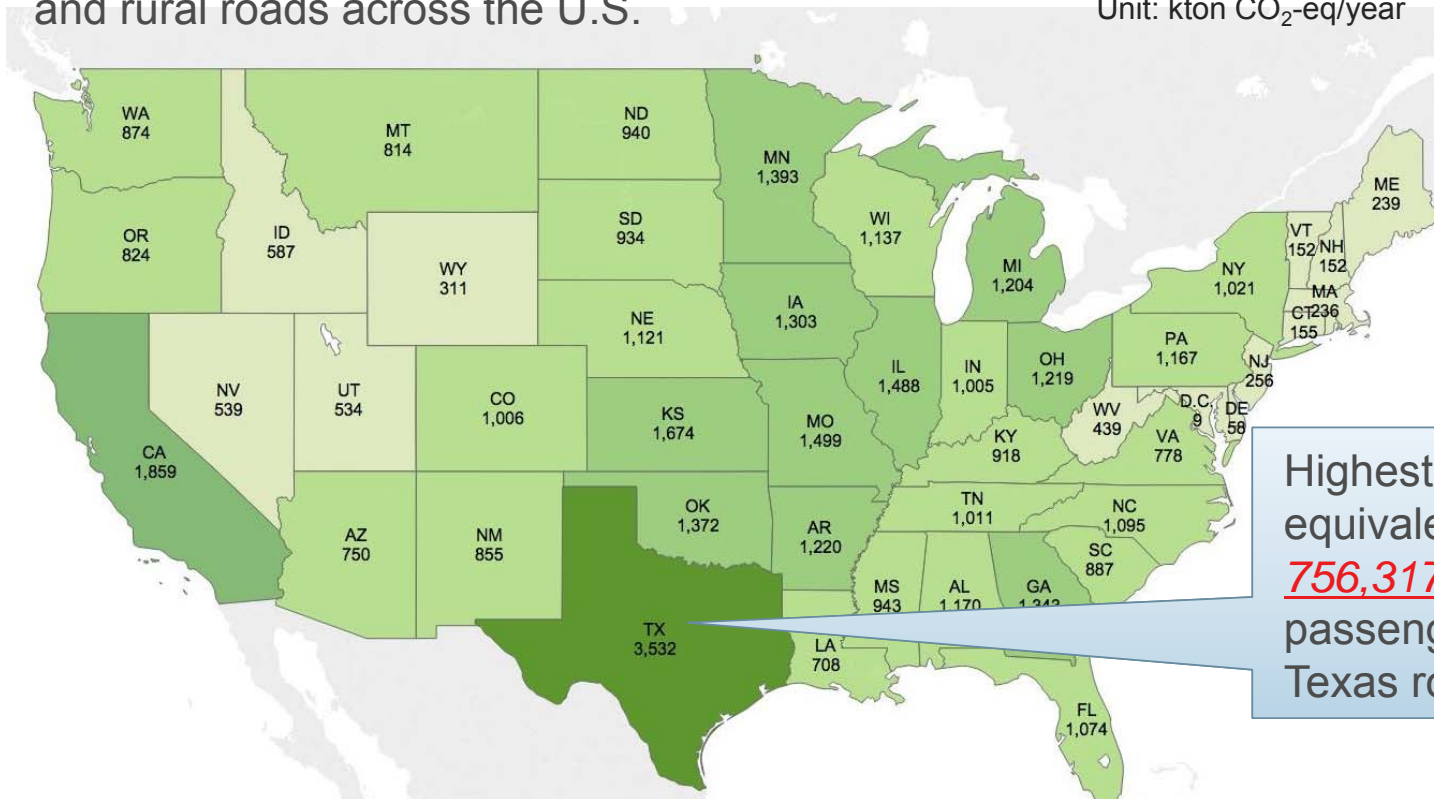 and rural roads across the U.S.
Unit: kton CO₂-eq/year
WA
874
MT
814
ND
940
MN
1,393
ME
239
OR
824
ID
587
SD
934
WI
1,137
VT
152
NH
152
WY
311
MI
1,204
NY
1,021
MA
236
CT
155
NE
1,121
IA
1,303
PA
1,167
NJ
256
NV
539
UT
534
CO
1,006
IL
1,488
IN
1,005
OH
1,219
D.C.
9
DE
58
WV
439
CA
1,859
KS
1,674
MO
1,499
KY
918
VA
778
AZ
750
NM
855
OK
1,372
AR
1,220
TN
1,011
NC
1,095
SC
887
MS
943
AL
1,170
GA
TX
3,532
LA
708
FL
1,074
Highest
equivale
756,317
passeng
Texas ro